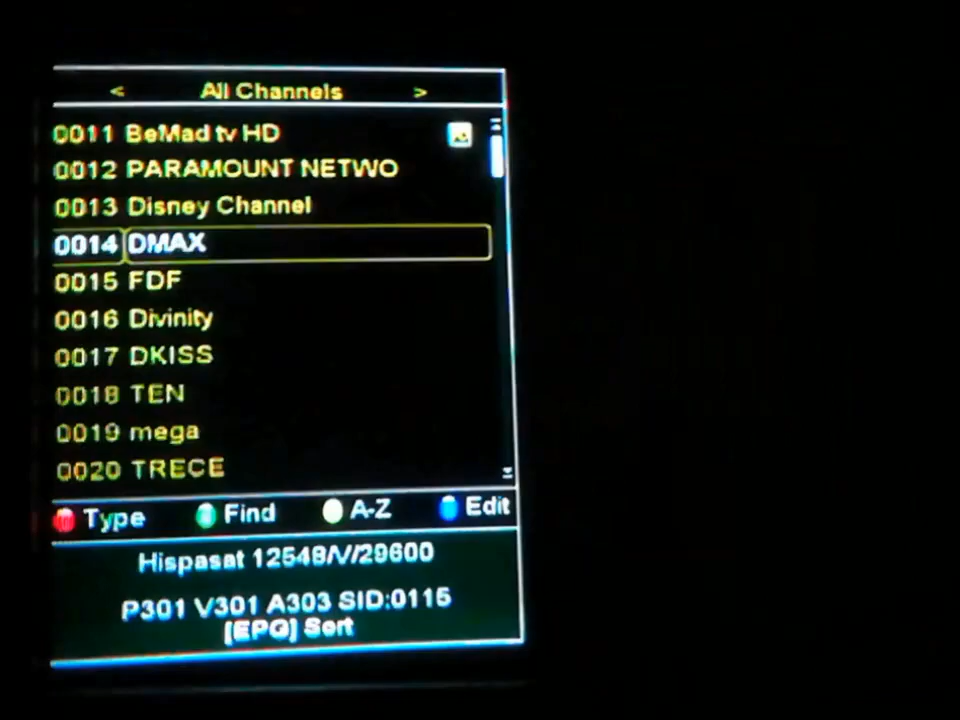 < All Channels >
0011 BeMad tv HD
0012 PARAMOUNT NETWO
0013 Disney Channel
0014 DMAX
0015 FDF
0016 Divinity
0017 DKISS
0018 TEN
0019 mega
0020 TRECE
Type Find A-Z Edit
Hispasat 12548/V/29600
P301 V301 A303 SID:0115
[EPG] Sort